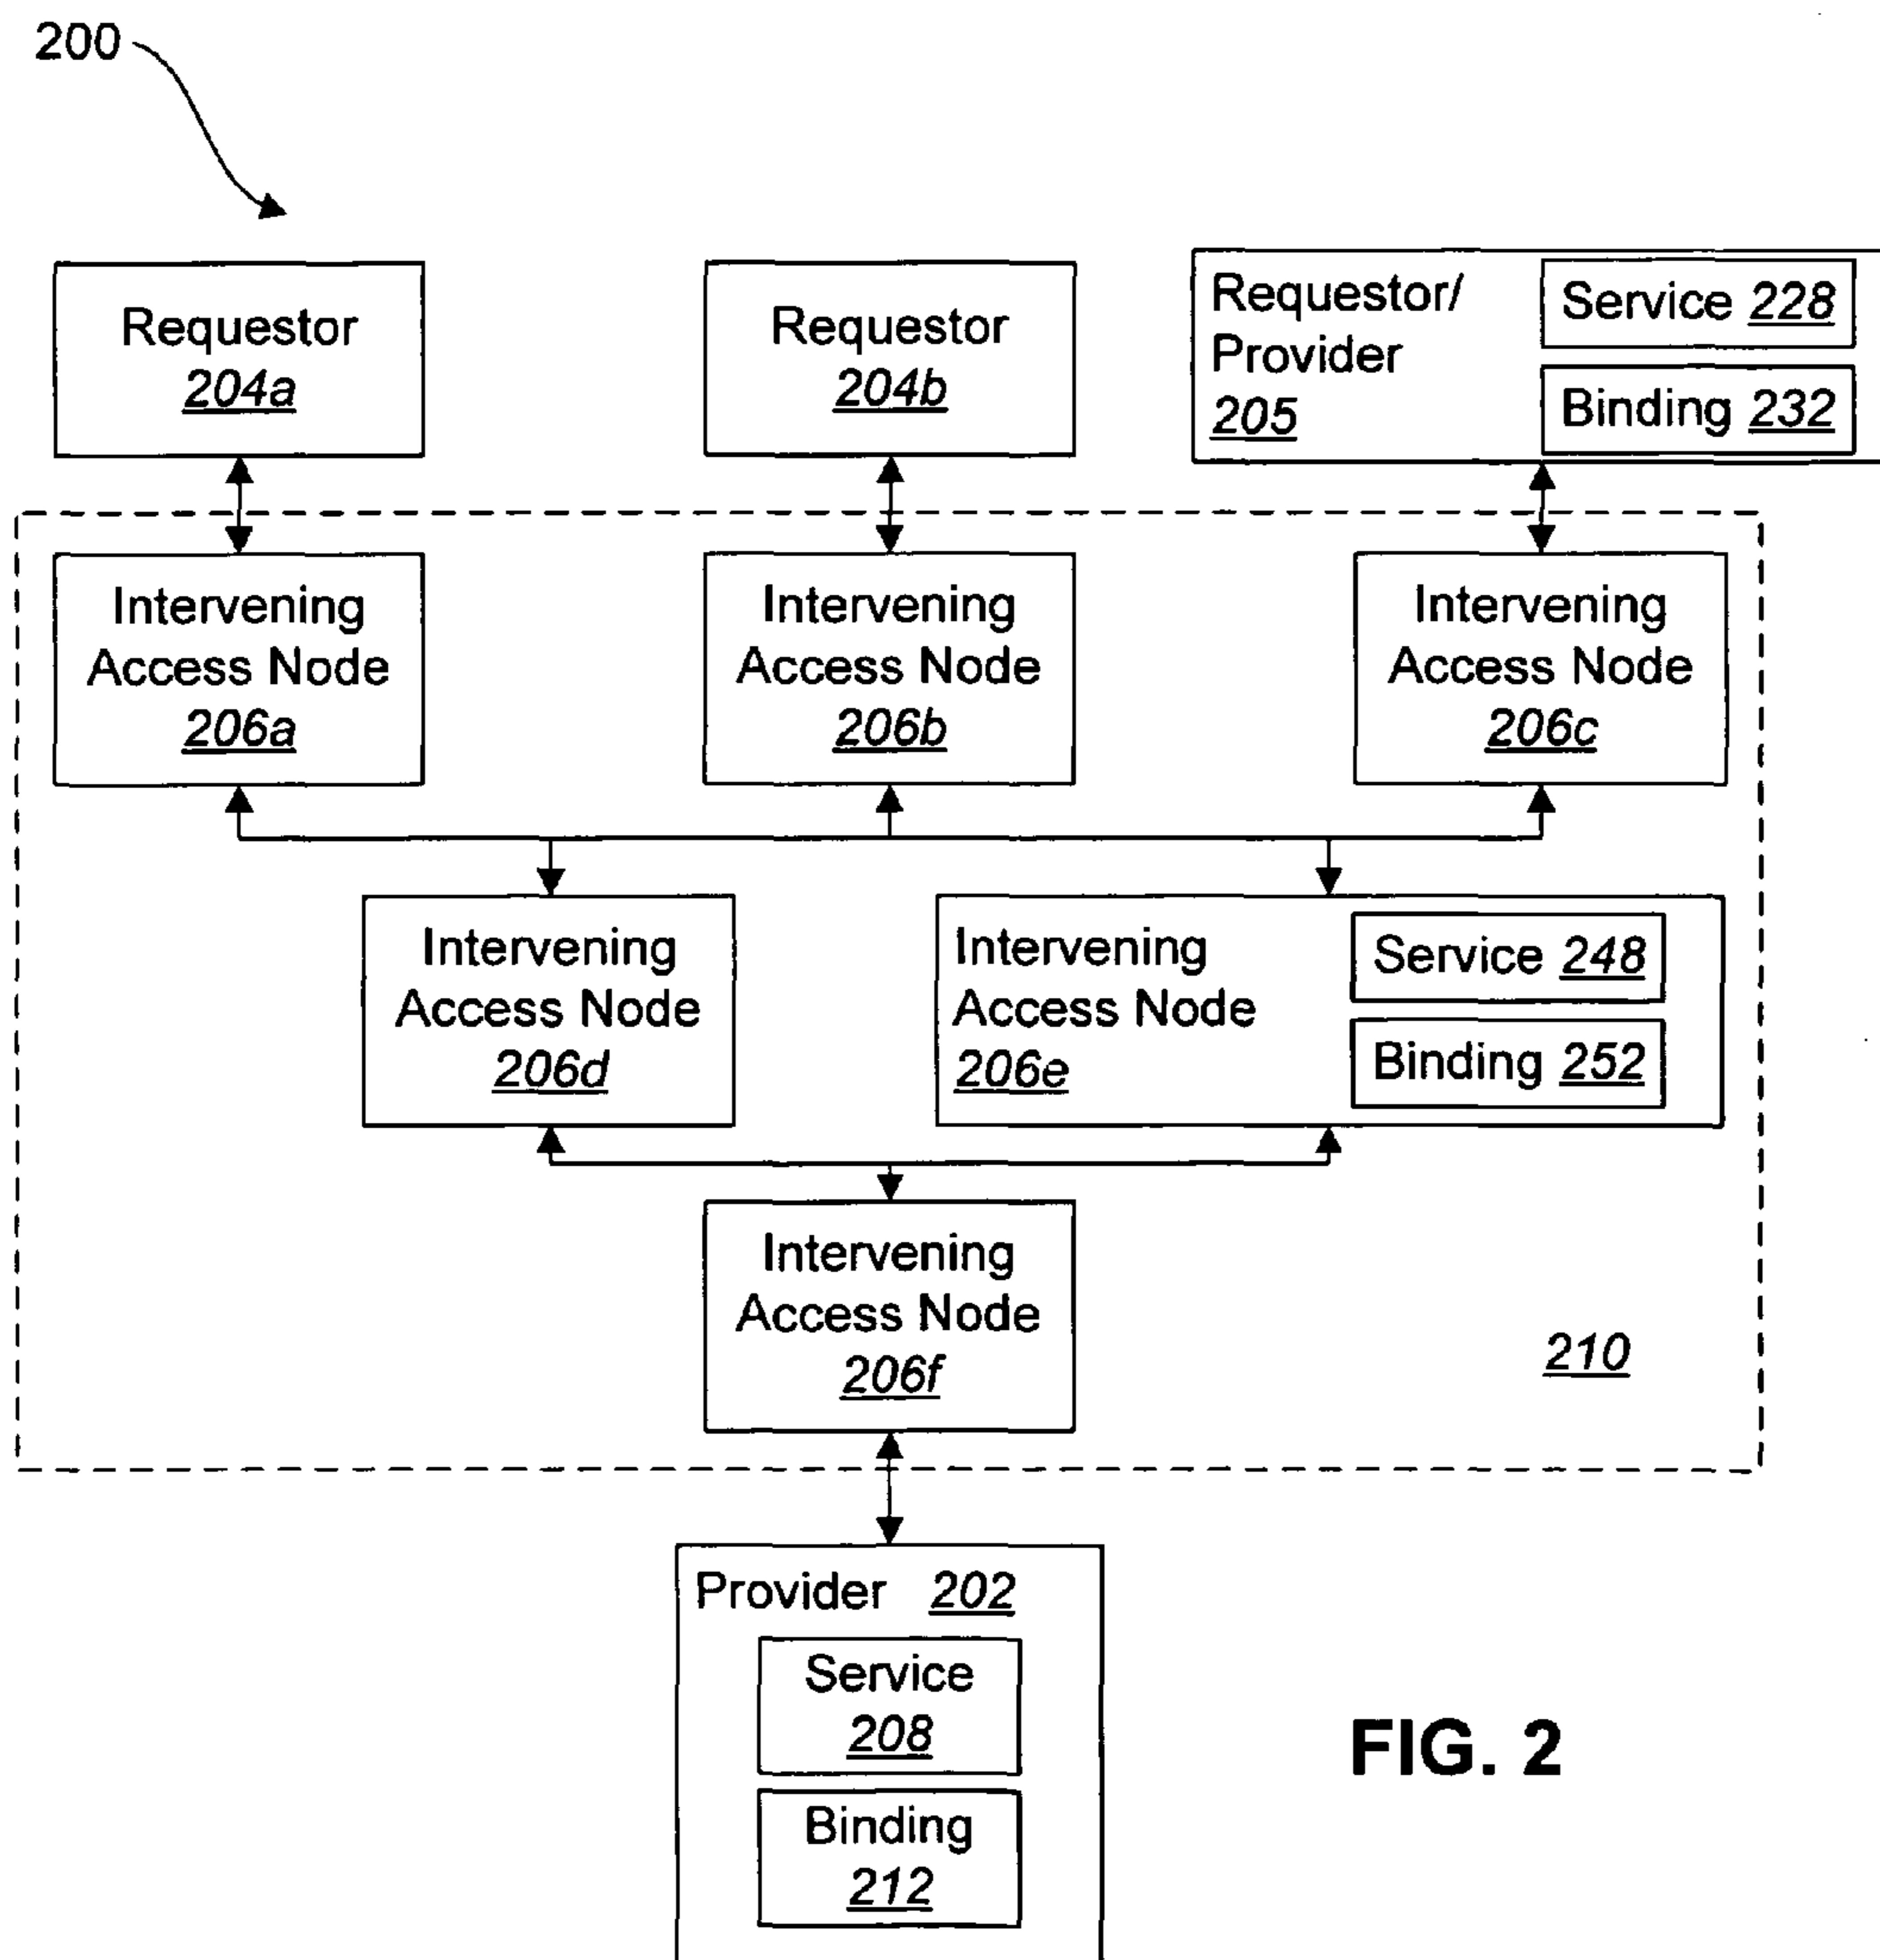 200
Requestor
204a
Requestor
204b
Requestor/
Provider
205
Service 228
Binding 232
Intervening
Access Node
206a
Intervening
Access Node
206b
Intervening
Access Node
206c
Intervening
Access Node
206d
Intervening
Access Node
206e
Service 248
Binding 252
Intervening
Access Node
206f
210
Provider 202
Service
208
Binding
212
FIG. 2